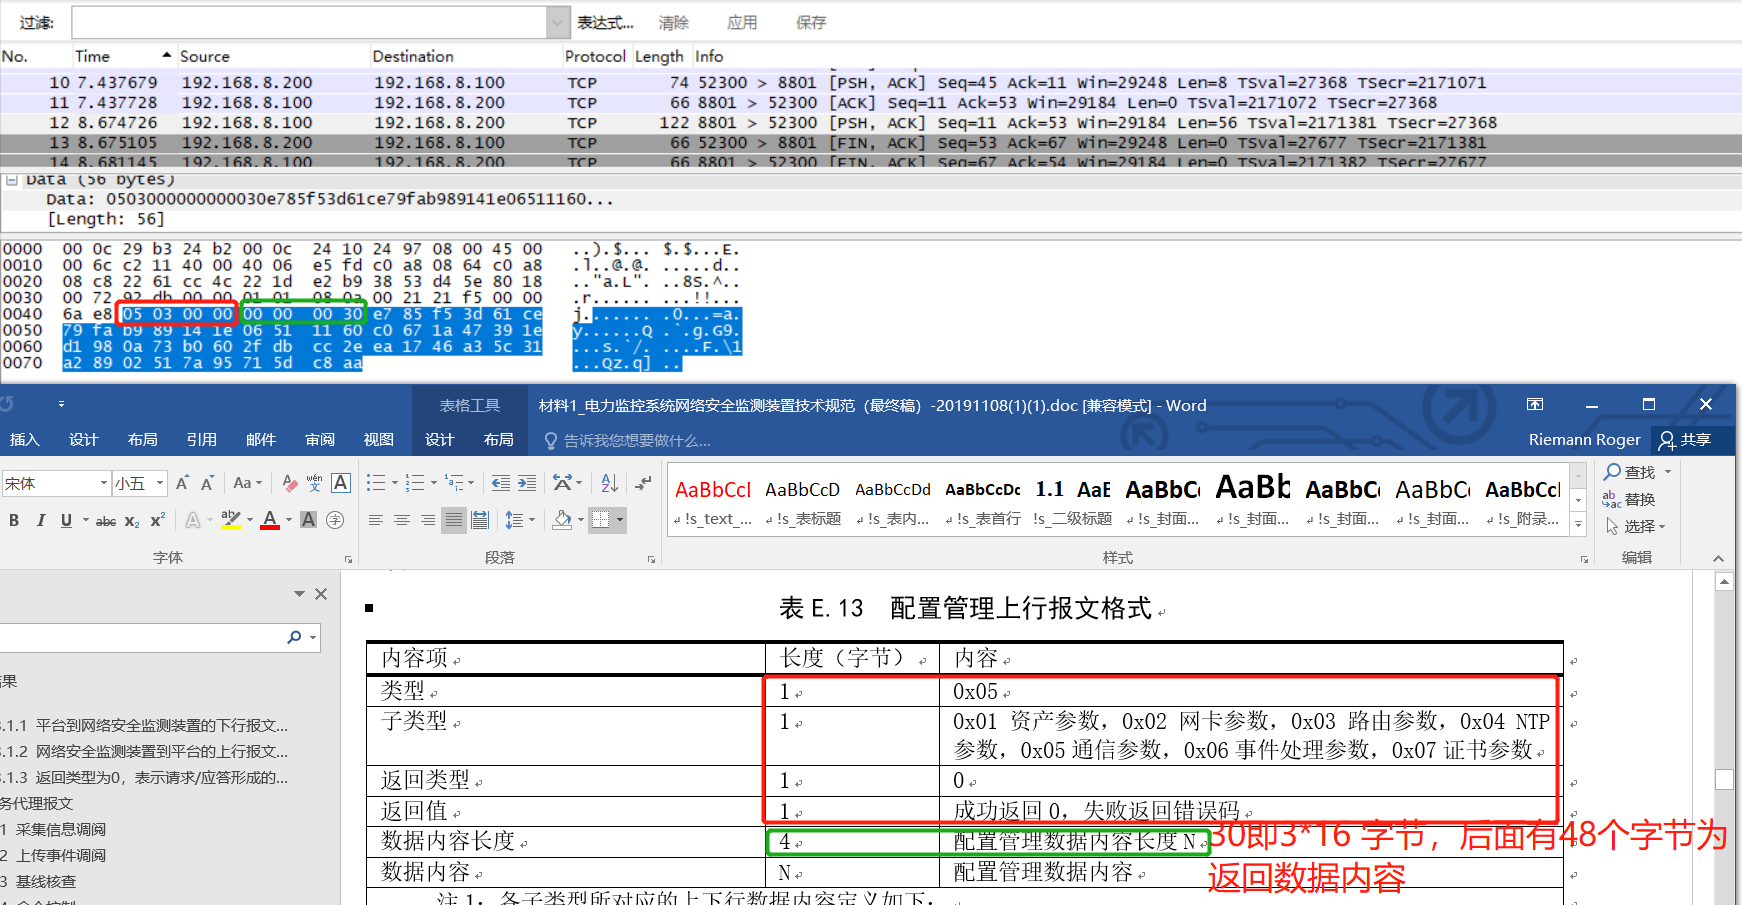 过滤: 表达式... 清除 应用 保存
No. Time Source Destination Protocol Length Info
10 7.437679 192.168.8.200 192.168.8.100 TCP 74 52300 > 8801 [PSH, ACK] Seq=45 Ack=11 Win=29248 Len=8 TSval=27368 TSecr=2171071
11 7.437728 192.168.8.100 192.168.8.200 TCP 66 8801 > 52300 [ACK] Seq=11 Ack=53 Win=29184 Len=0 TSval=2171072 TSecr=27368
12 8.674726 192.168.8.100 192.168.8.200 TCP 122 8801 > 52300 [PSH, ACK] Seq=11 Ack=53 Win=29184 Len=56 TSval=2171381 TSecr=27368
13 8.675105 192.168.8.200 192.168.8.100 TCP 66 52300 > 8801 [FIN, ACK] Seq=53 Ack=67 Win=29248 Len=0 TSval=27677 TSecr=2171381
14 8.681145 192.168.8.100 192.168.8.200 TCP 66 8801 > 52300 [FIN, ACK] Seq=67 Ack=54 Win=29184 Len=0 TSval=2171382 TSecr=27677
Data (56 bytes)
Data: 0503000000000030e785f53d61ce79fab989141e06511160...
[Length: 56]
0000 00 0c 29 b3 24 b2 00 0c 24 10 24 97 08 00 45 00 ..).$... $.$...E.
0010 00 6c c2 11 40 00 40 06 e5 fd c0 a8 08 64 c0 a8 .l..@.@. .....d..
0020 08 c8 22 61 cc 4c 22 1d e2 b9 38 53 d4 5e 80 18 .."a.L". ..8S.^..
0030 00 72 92 db 00 00 01 01 08 0a 00 21 21 f5 00 00 .r...... ...!!...
0040 6a e8 05 03 00 00 00 00 00 30 e7 85 f5 3d 61 ce j....... .0...=a.
0050 79 fa b9 89 14 1e 06 51 11 60 c0 67 1a 47 39 1e y......Q .`.g.G9.
0060 d1 98 0a 73 b0 60 2f db cc 2e ea 17 46 a3 5c 31 ...s.`/. ....F.\1
0070 a2 89 02 51 7a 95 71 5d c8 aa ...Qz.q] ..
表格工具 材料1_电力监控系统网络安全监测装置技术规范（最终稿）-20191108(1)(1).doc [兼容模式] - Word
插入 设计 布局 引用 邮件 审阅 视图 设计 布局 告诉我您想要做什么... Riemann Roger 共享
宋体 小五 A A Aa wén 文 A
AaBbCcI AaBbCcD AaBbCcDd AaBbCcDc 1.1 AaE AaBbC AaBb AaBbC AaBbC AaBbCcI
查找
B I U abc x₂ x² A ab A A 字
!s_text_... !s_表标题 !s_表内... !s_表首行 !s_二级标题 !s_封面... !s_封面... !s_封面... !s_封面... !s_附录...
替换
选择
字体 段落 样式 编辑
果
3.1.1 平台到网络安全监测装置的下行报文...
3.1.2 网络安全监测装置到平台的上行报文...
3.1.3 返回类型为0，表示请求/应答形成的...
务代理报文
1 采集信息调阅
2 上传事件调阅
3 基线核查
表 E.13 配置管理上行报文格式
内容项 长度（字节） 内容
类型 1 0x05
子类型 1 0x01 资产参数，0x02 网卡参数，0x03 路由参数，0x04 NTP
参数，0x05 通信参数，0x06 事件处理参数，0x07 证书参数
返回类型 1 0
返回值 1 成功返回 0，失败返回错误码
数据内容长度 4 配置管理数据内容长度 N
数据内容 N 配置管理数据内容
注 1：各子类型所对应的上下行数据内容定义如下：
30即3*16 字节，后面有48个字节为
返回数据内容